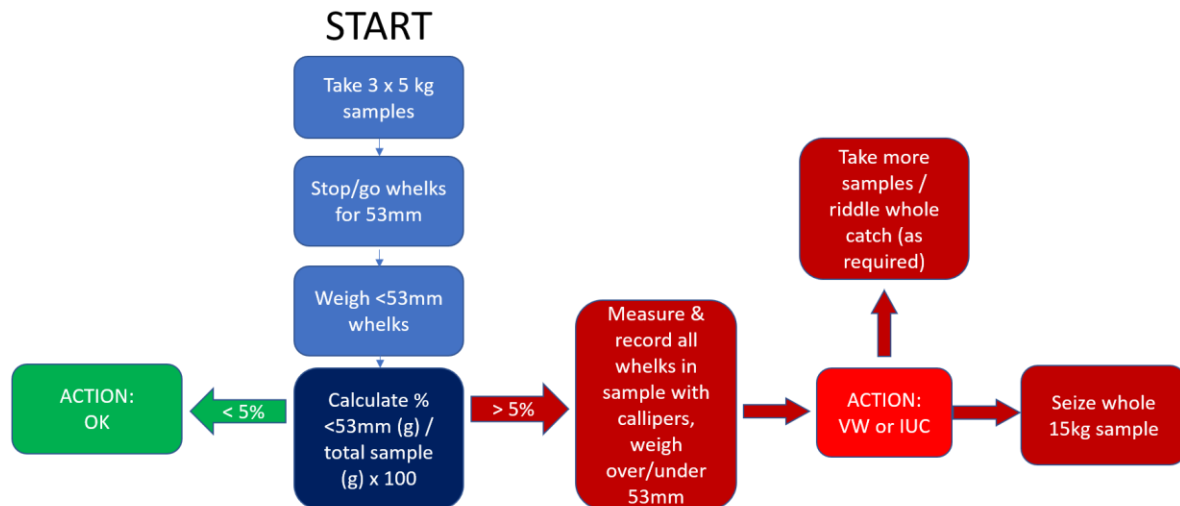 START
Take 3 x 5 kg
samples
Stop/go whelks
for 53mm
Weigh <53mm
whelks
Calculate %
<53mm (g) /
total sample
(g) x 100
< 5%
ACTION:
OK
> 5%
Measure &
record all
whelks in
sample with
callipers,
weigh
over/under
53mm
ACTION:
VW or IUC
Take more
samples /
riddle whole
catch (as
required)
Seize whole
15kg sample